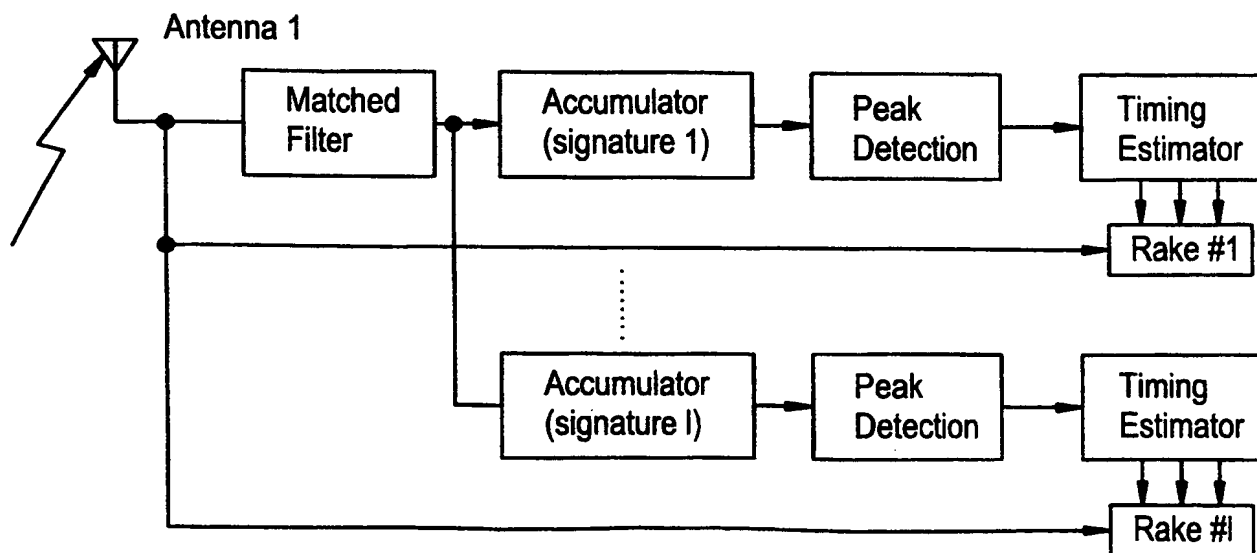 Antenna 1
Matched
Filter
Accumulator
(signature 1)
Peak
Detection
Timing
Estimator
Rake #1
Accumulator
(signature l)
Peak
Detection
Timing
Estimator
Rake #l